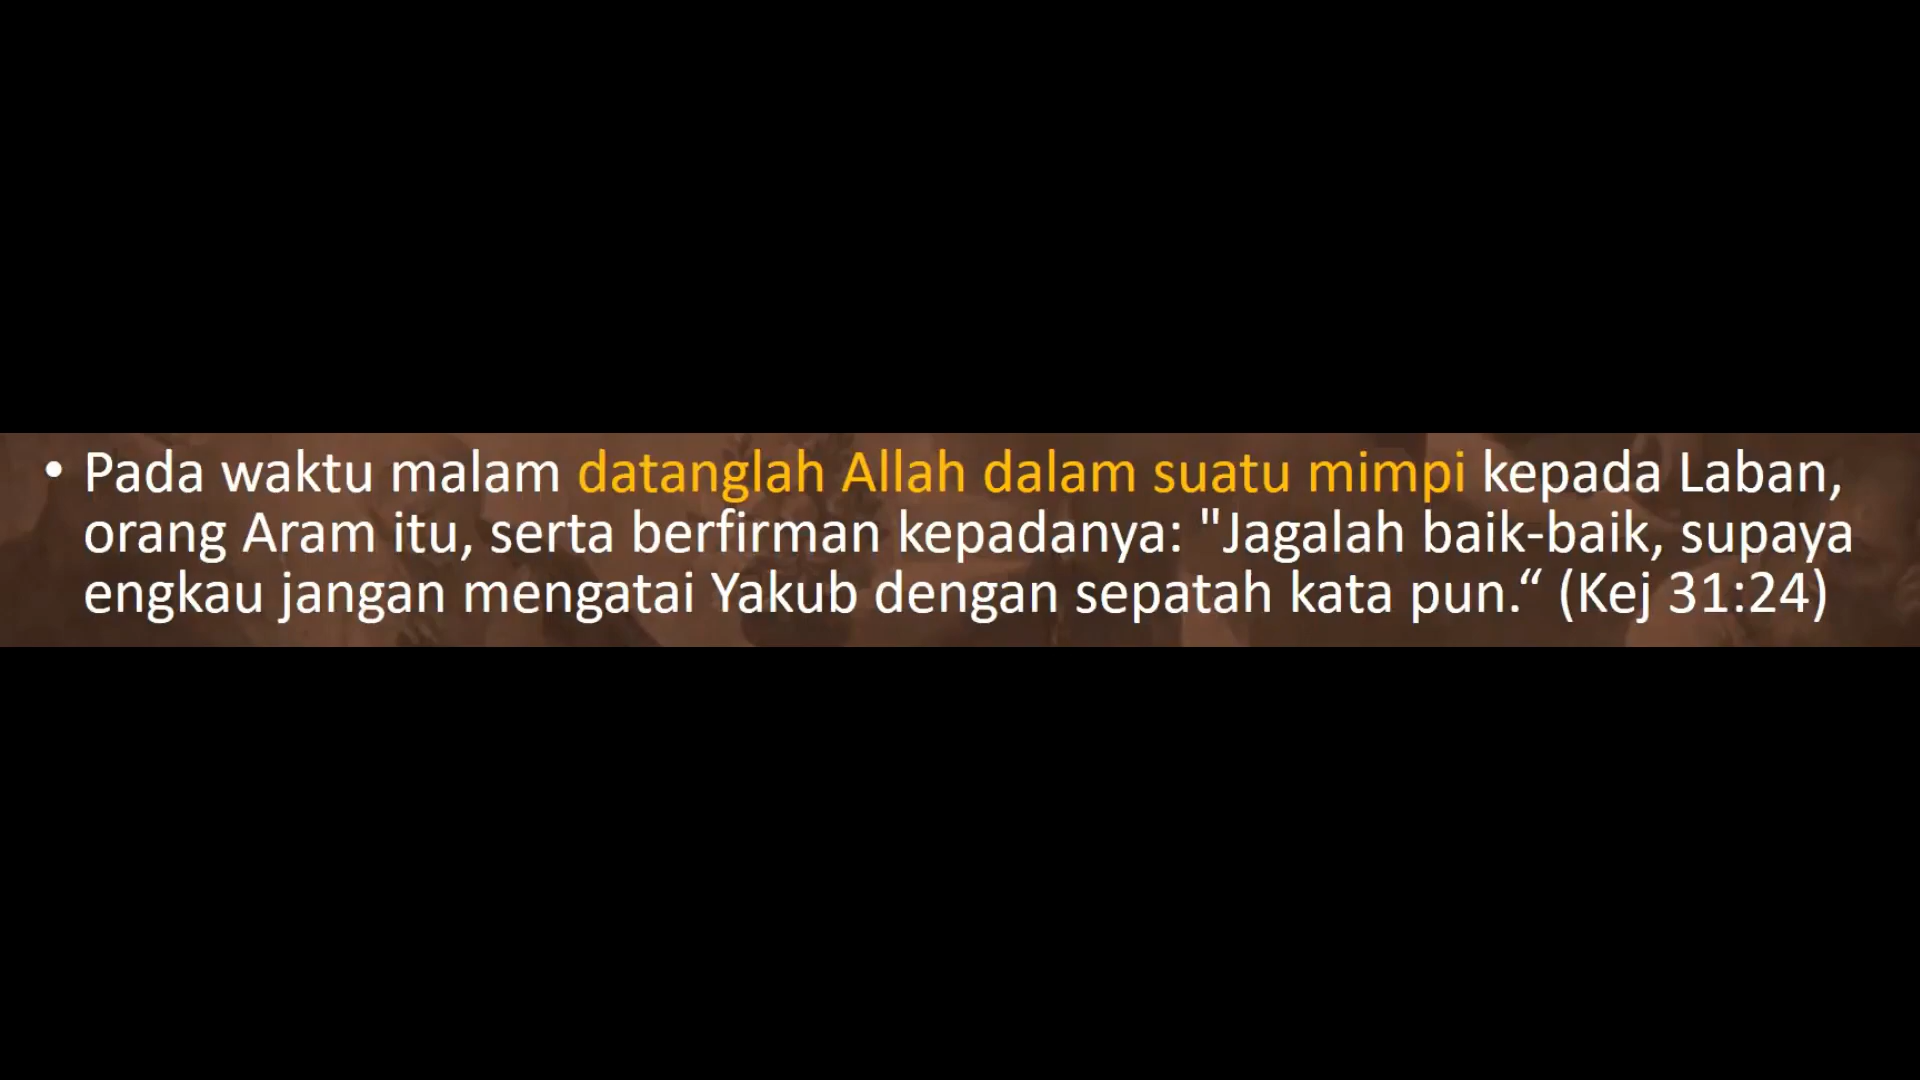 • Pada waktu malam datanglah Allah dalam suatu mimpi kepada Laban,
orang Aram itu, serta berfirman kepadanya: "Jagalah baik-baik, supaya
engkau jangan mengatai Yakub dengan sepatah kata pun.“ (Kej 31:24)